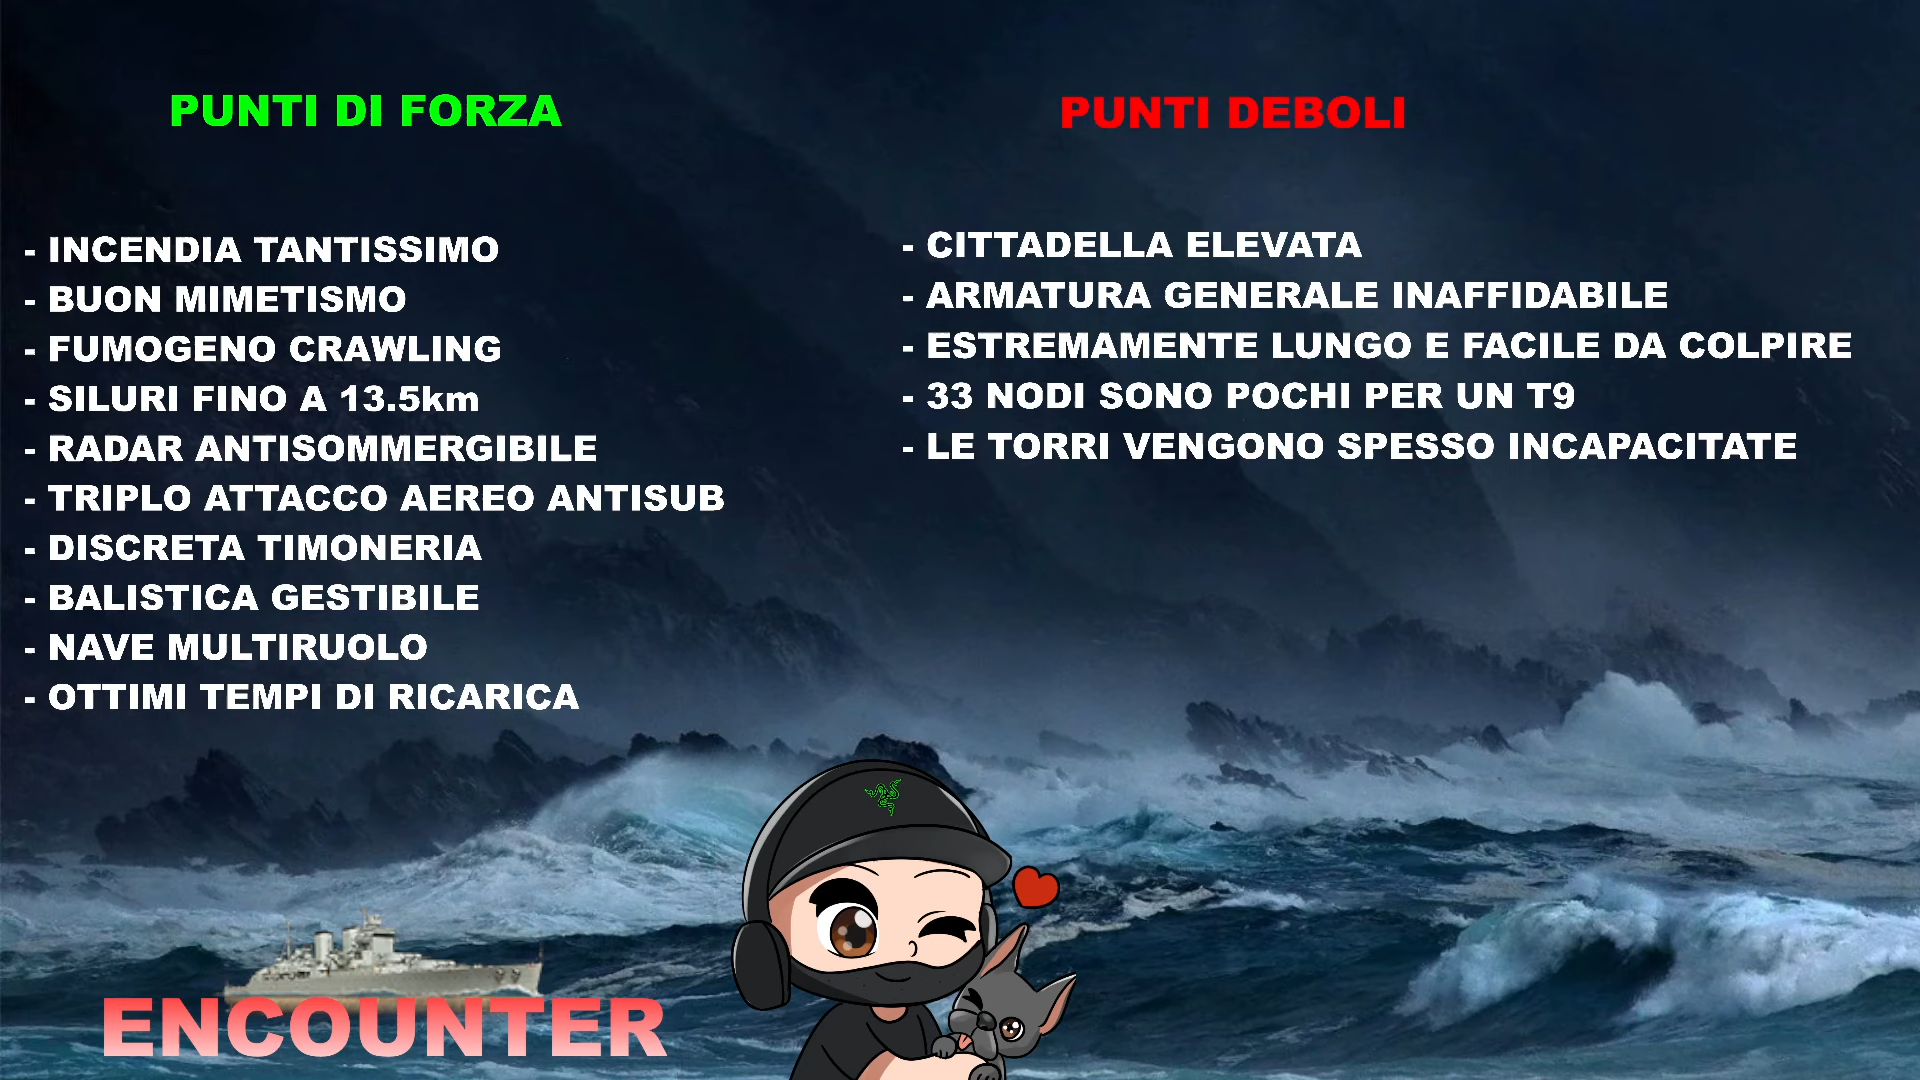 PUNTI DI FORZA
- INCENDIA TANTISSIMO
- BUON MIMETISMO
- FUMOGENO CRAWLING
- SILURI FINO A 13.5km
- RADAR ANTISOMMERGIBILE
- TRIPLO ATTACCO AEREO ANTISUB
- DISCRETA TIMONERIA
- BALISTICA GESTIBILE
- NAVE MULTIRUOLO
- OTTIMI TEMPI DI RICARICA
PUNTI DEBOLI
- CITTADELLA ELEVATA
- ARMATURA GENERALE INAFFIDABILE
- ESTREMAMENTE LUNGO E FACILE DA COLPIRE
- 33 NODI SONO POCHI PER UN T9
- LE TORRI VENGONO SPESSO INCAPACITATE
ENCOUNTER